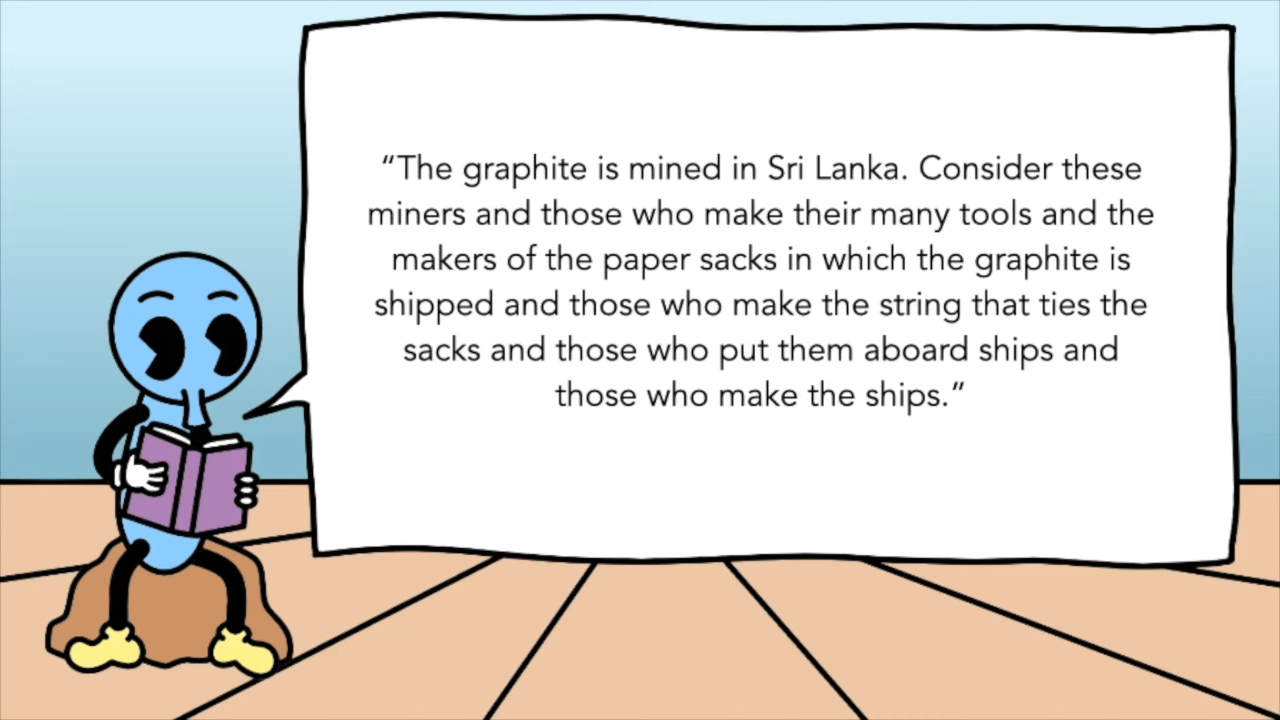 “The graphite is mined in Sri Lanka. Consider these
miners and those who make their many tools and the
makers of the paper sacks in which the graphite is
shipped and those who make the string that ties the
sacks and those who put them aboard ships and
those who make the ships.”